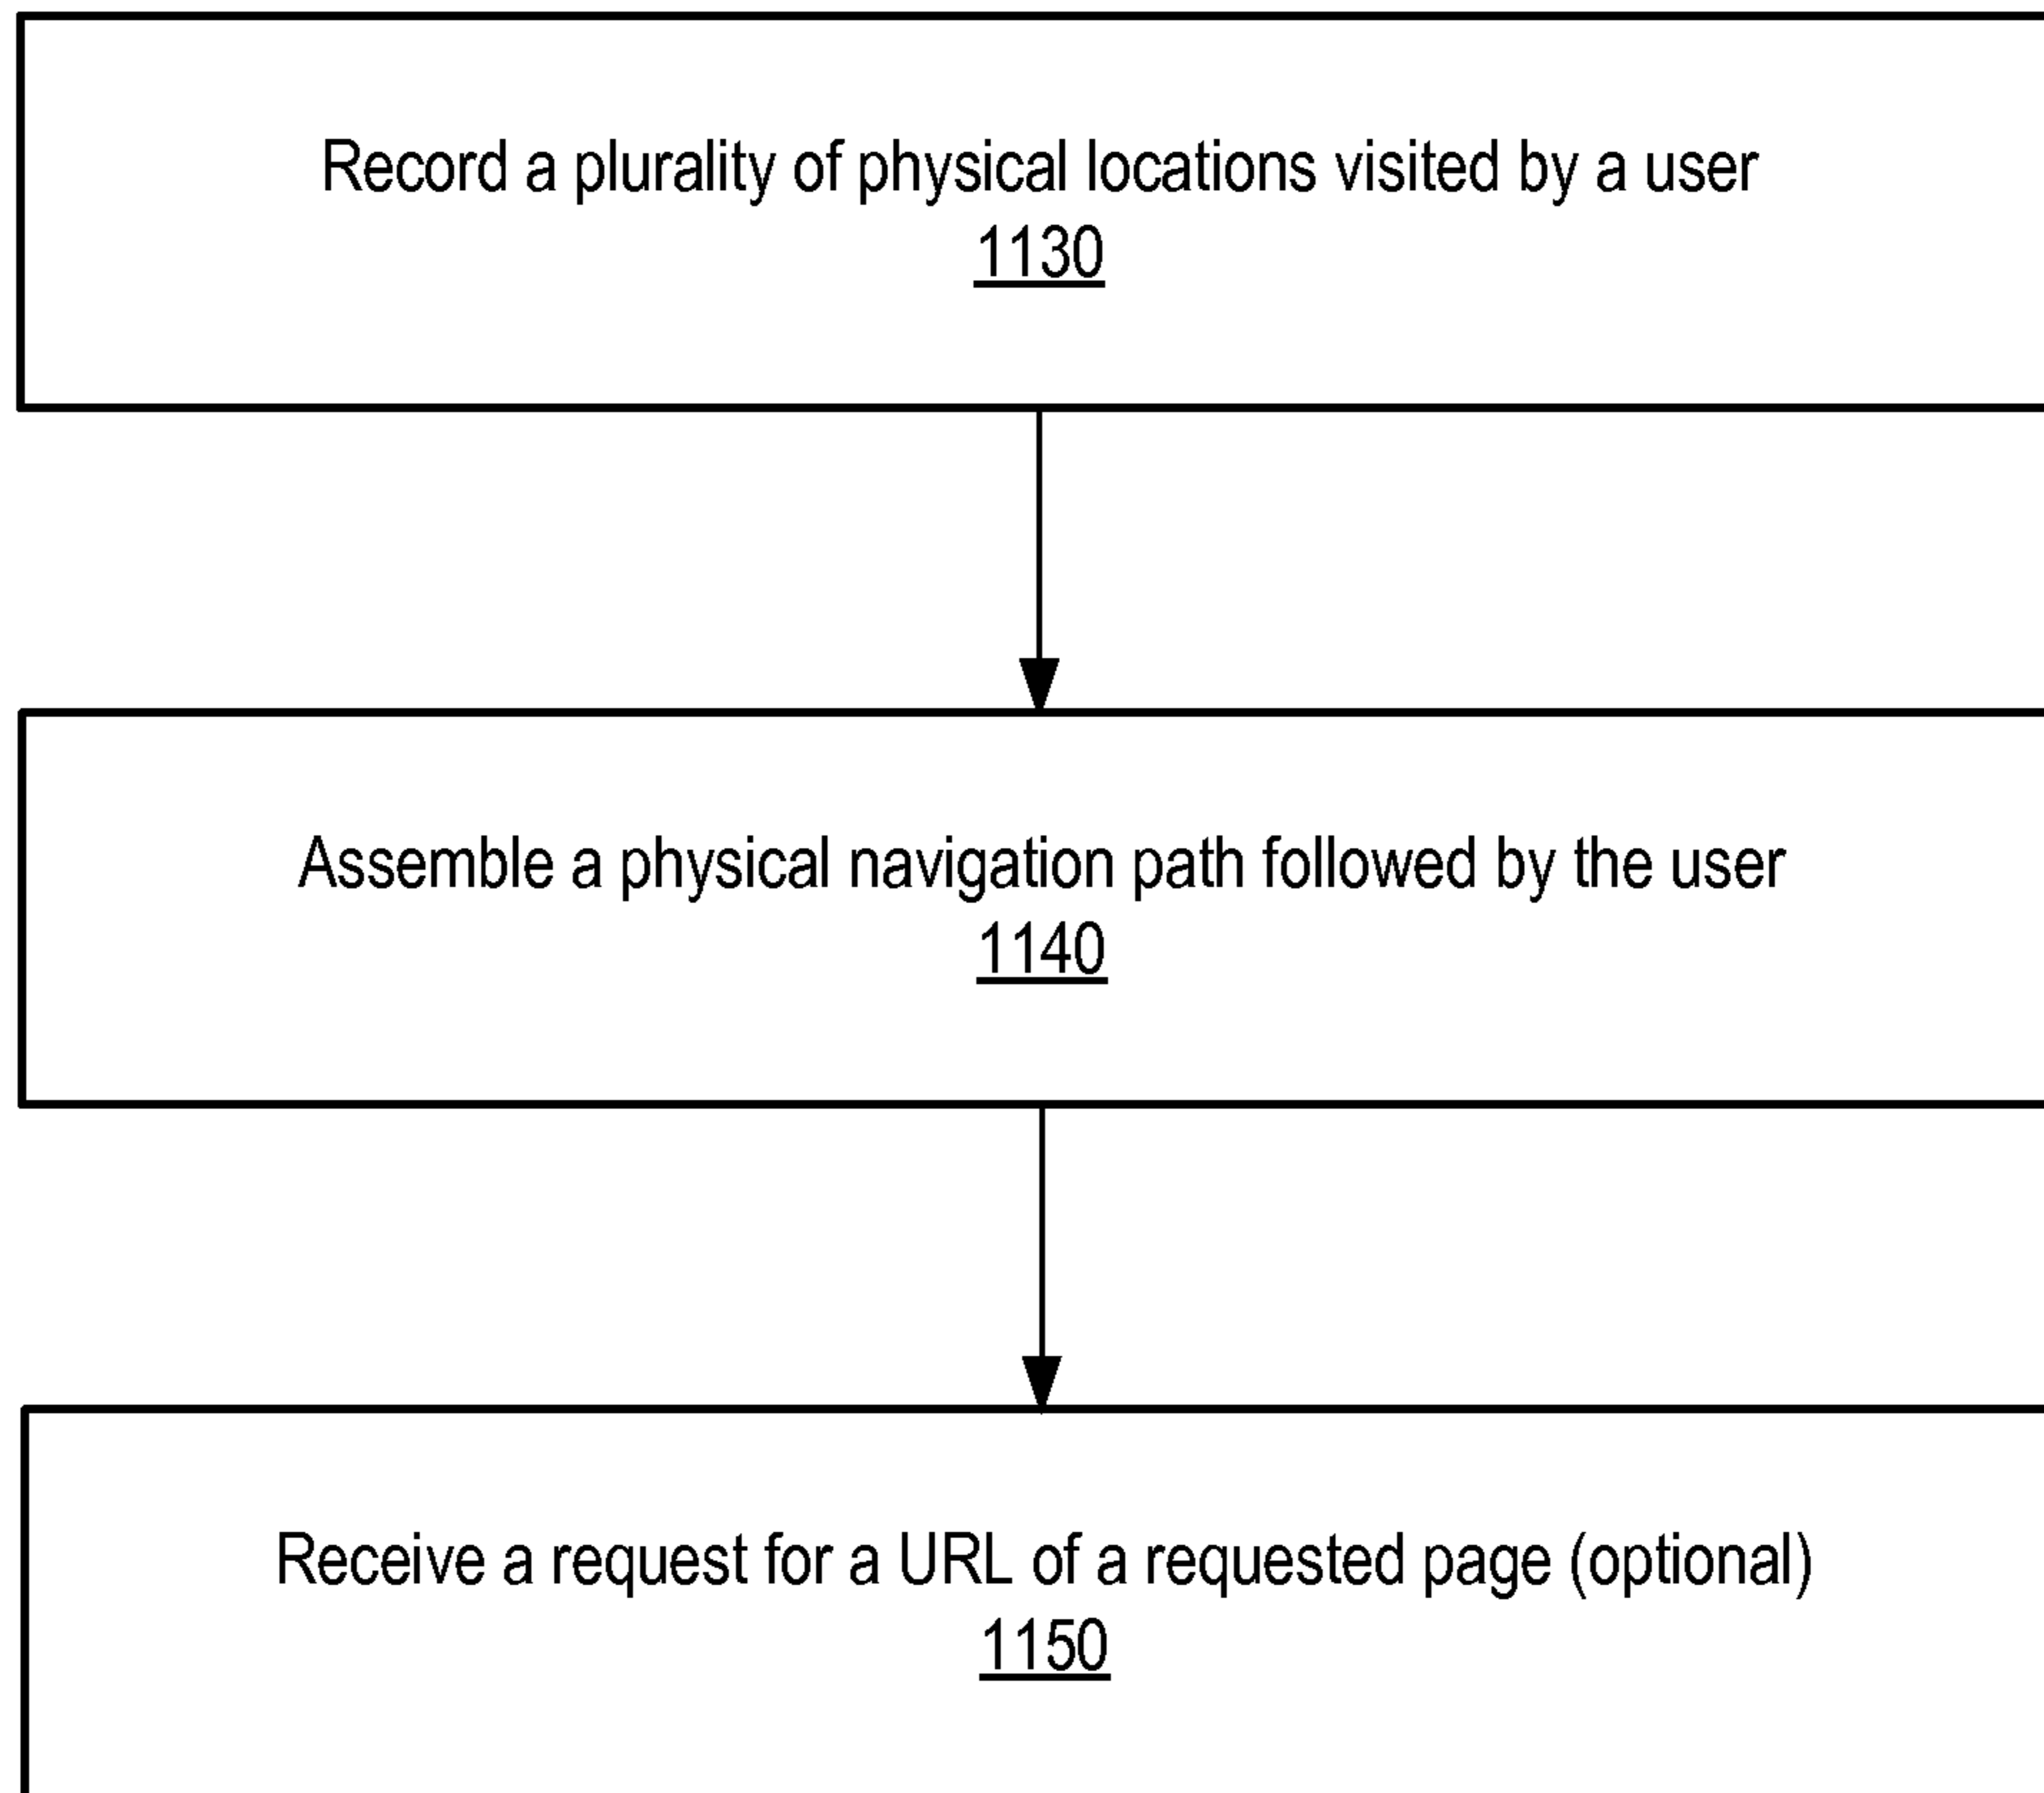 Record a plurality of physical locations visited by a user
1130
Assemble a physical navigation path followed by the user
1140
Receive a request for a URL of a requested page (optional)
1150